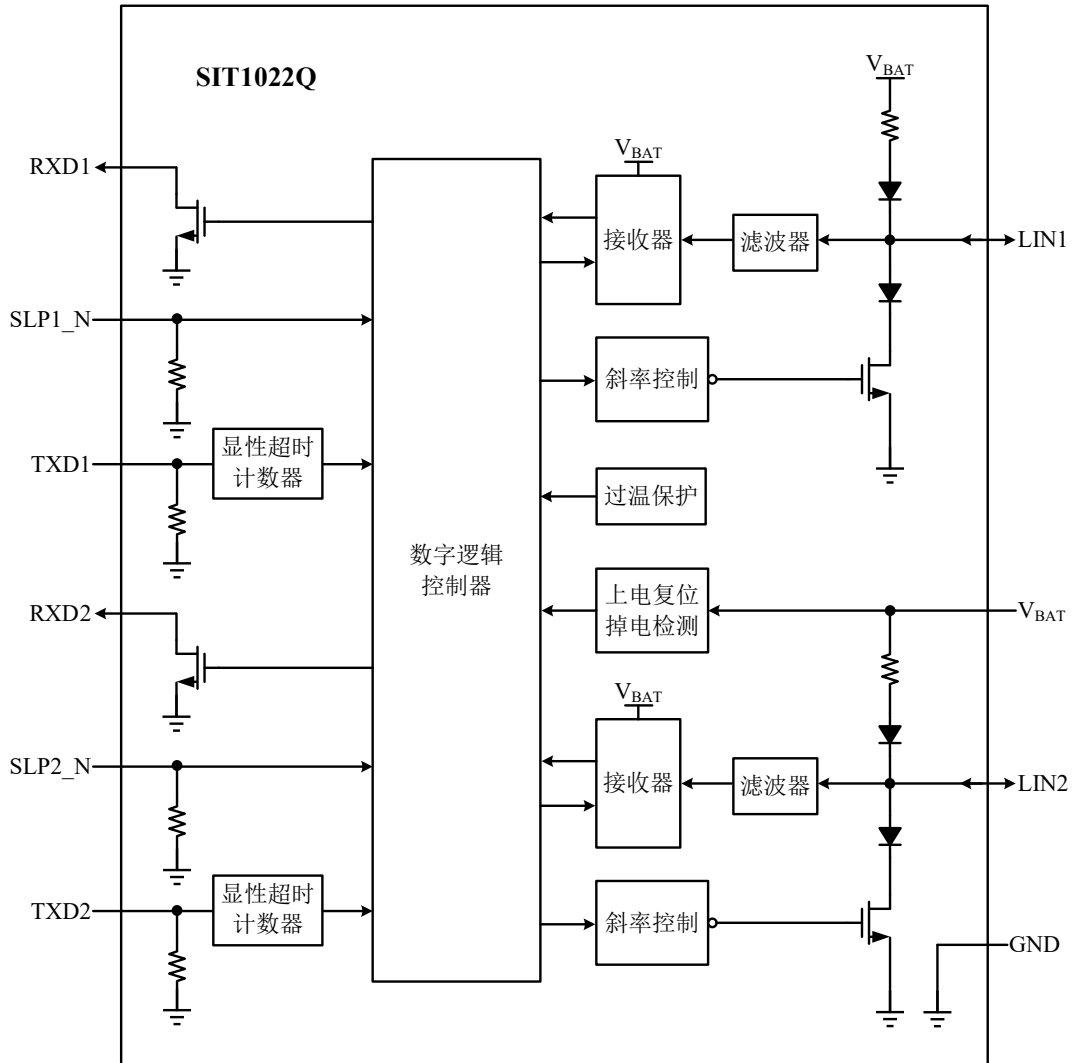 SIT1022Q
V_BAT
RXD1
V_BAT
接收器
滤波器
LIN1
SLP1_N
斜率控制
TXD1
显性超时
计数器
过温保护
数字逻辑
控制器
RXD2
上电复位
掉电检测
V_BAT
V_BAT
SLP2_N
接收器
滤波器
LIN2
TXD2
显性超时
计数器
斜率控制
GND